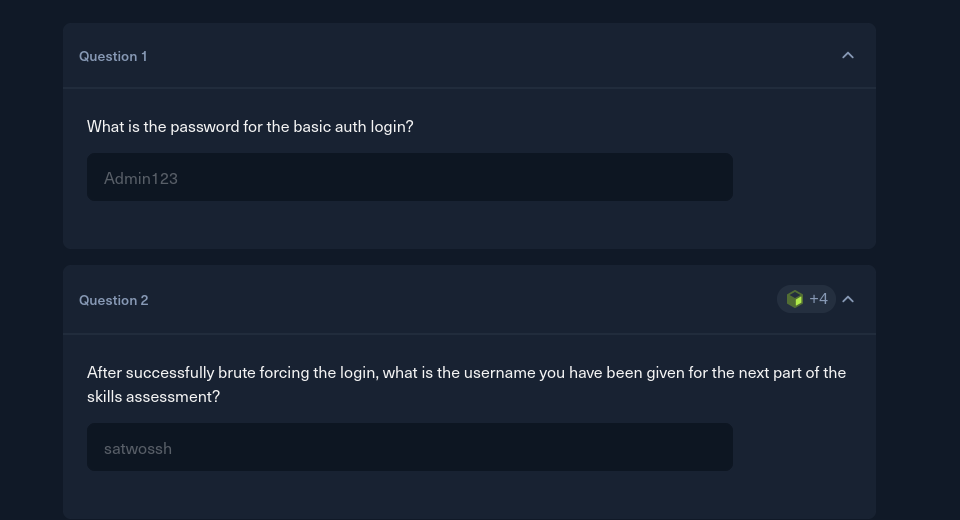 Question 1
What is the password for the basic auth login?
Admin123
Question 2
+4
After successfully brute forcing the login, what is the username you have been given for the next part of the
skills assessment?
satwossh